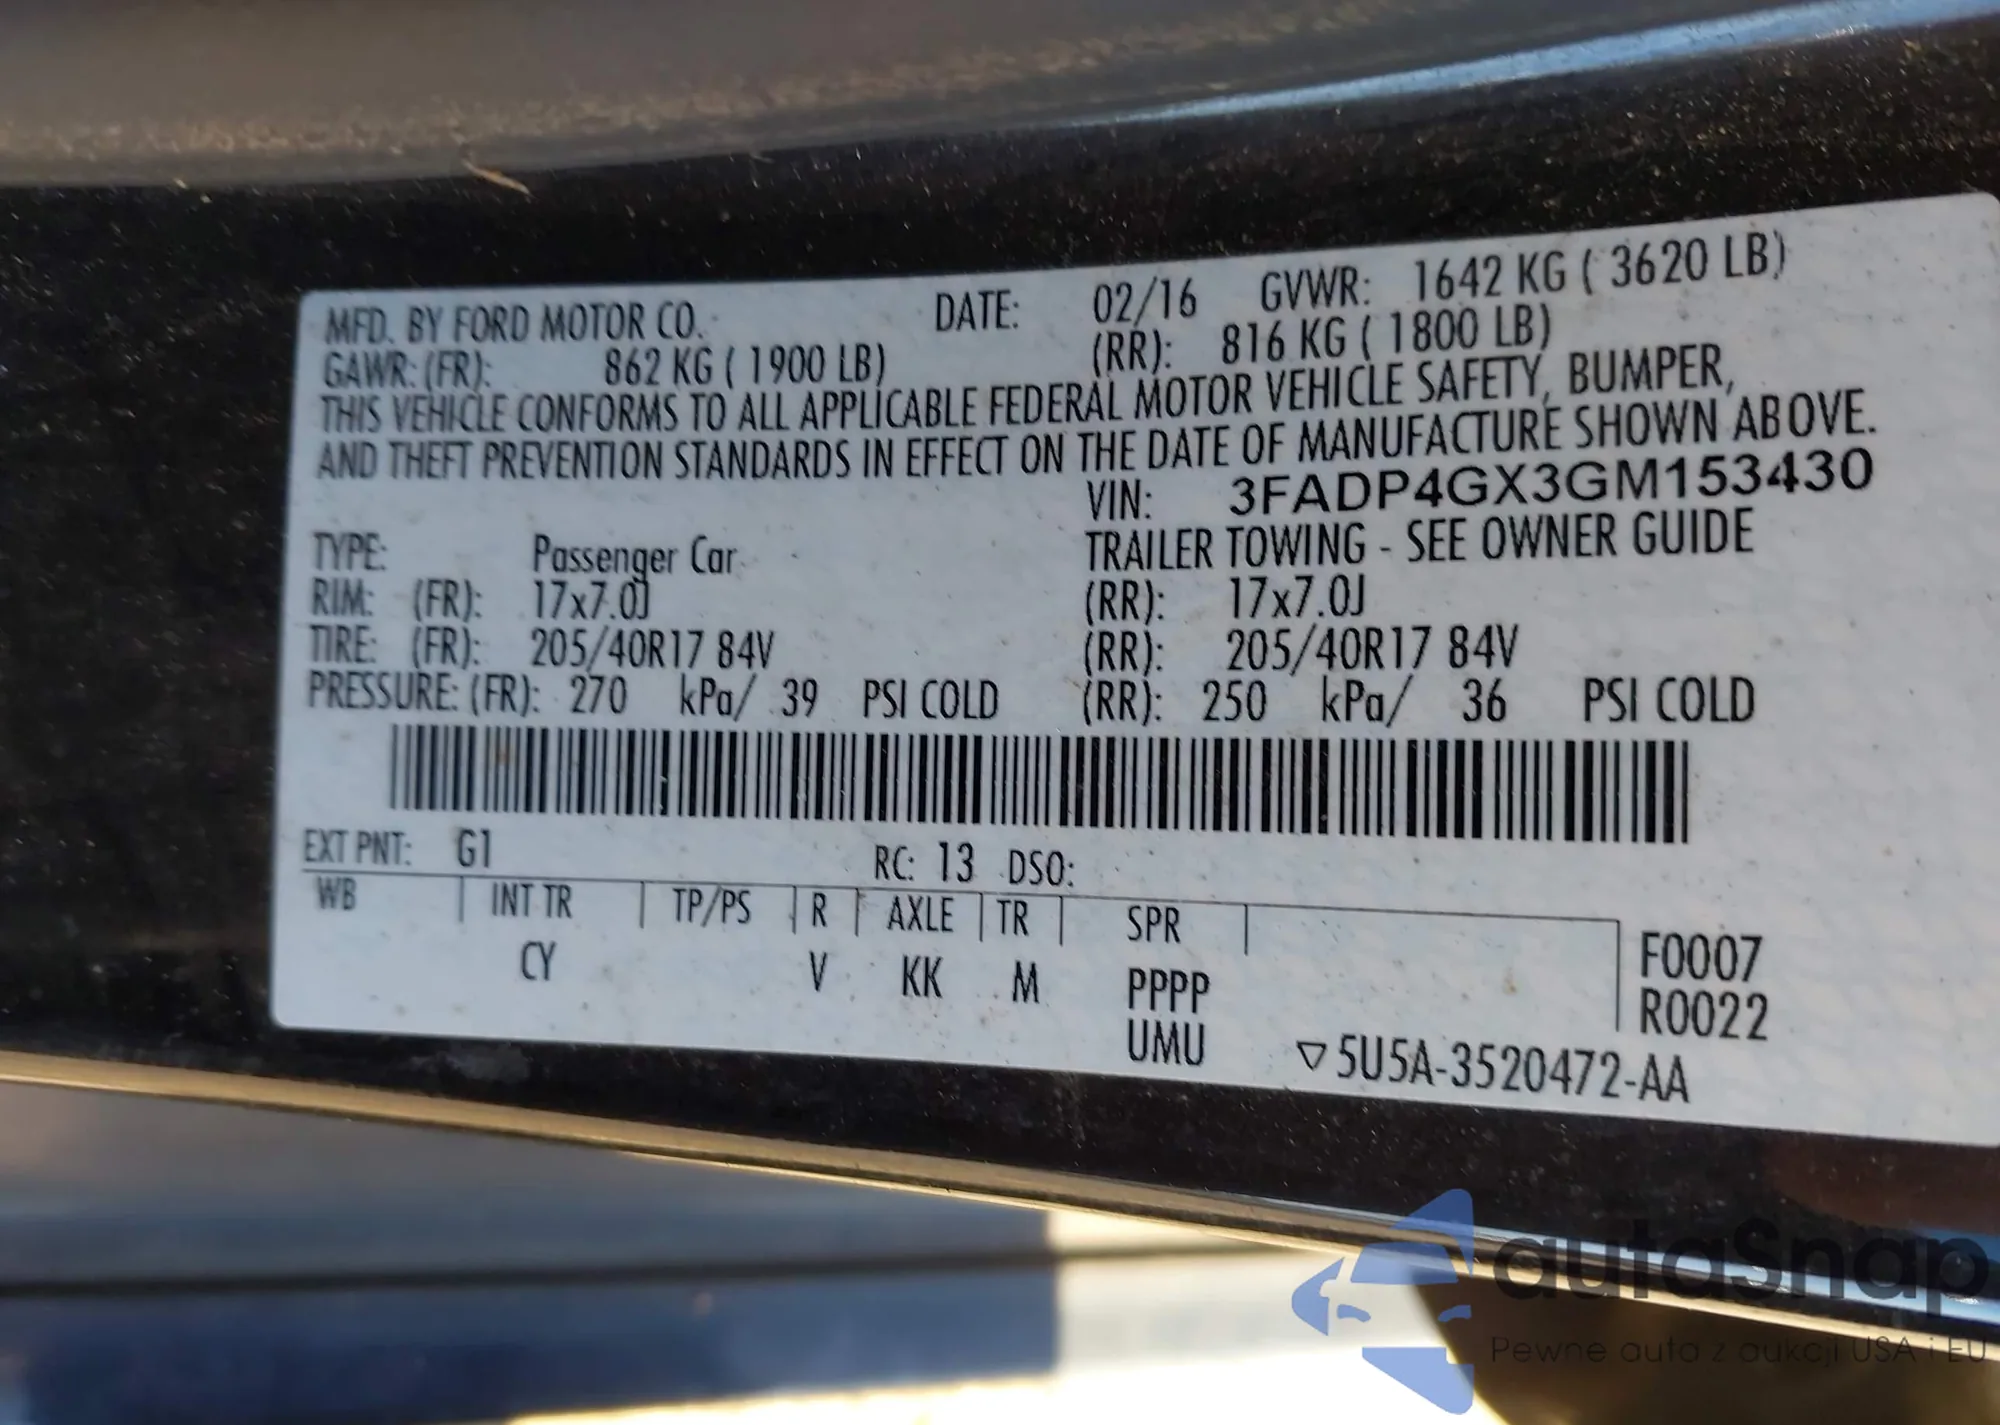 MFD. BY FORD MOTOR CO. DATE: 02/16 GVWR: 1642 KG ( 3620 LB)
GAWR: (FR): 862 KG ( 1900 LB) (RR): 816 KG ( 1800 LB)
THIS VEHICLE CONFORMS TO ALL APPLICABLE FEDERAL MOTOR VEHICLE SAFETY, BUMPER,
AND THEFT PREVENTION STANDARDS IN EFFECT ON THE DATE OF MANUFACTURE SHOWN ABOVE.
VIN: 3FADP4GX3GM153430
TYPE: Passenger Car TRAILER TOWING - SEE OWNER GUIDE
RIM: (FR): 17x7.0J (RR): 17x7.0J
TIRE: (FR): 205/40R17 84V (RR): 205/40R17 84V
PRESSURE: (FR): 270 kPa/ 39 PSI COLD (RR): 250 kPa/ 36 PSI COLD
EXT PNT: G1 RC: 13 DSO:
WB INT TR TP/PS R AXLE TR SPR F0007
CY V KK M PPPP R0022
UMU ▽5U5A-3520472-AA
autaSnap
Pewne auta z aukcji USA i EU